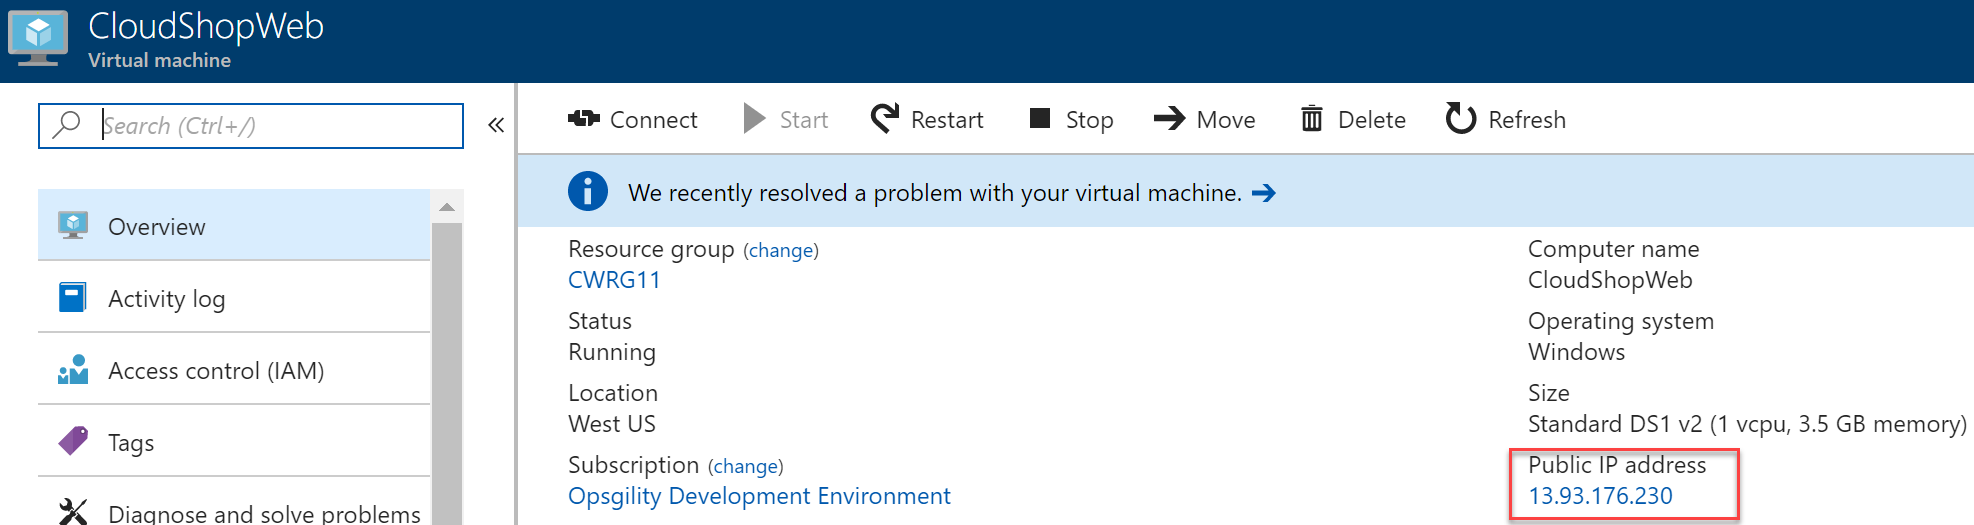 CloudShopWeb
Virtual machine
Search (Ctrl+/)
«
Connect Start Restart Stop Move Delete Refresh
Overview
Activity log
Access control (IAM)
Tags
Diagnose and solve problems
We recently resolved a problem with your virtual machine. →
Resource group (change)
CWRG11
Status
Running
Location
West US
Subscription (change)
Opsgility Development Environment
Computer name
CloudShopWeb
Operating system
Windows
Size
Standard DS1 v2 (1 vcpu, 3.5 GB memory)
Public IP address
13.93.176.230